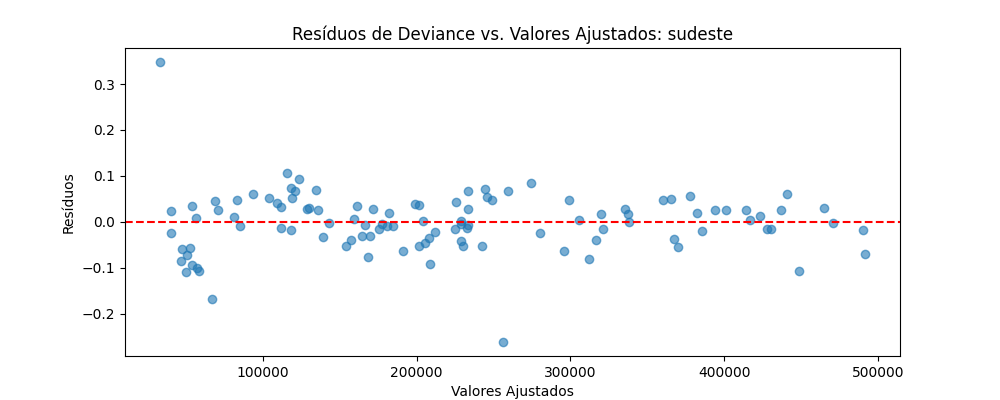 Resíduos de Deviance vs. Valores Ajustados: sudeste
Resíduos
0.3
0.2
0.1
0.0
−0.1
−0.2
100000 200000 300000 400000 500000
Valores Ajustados